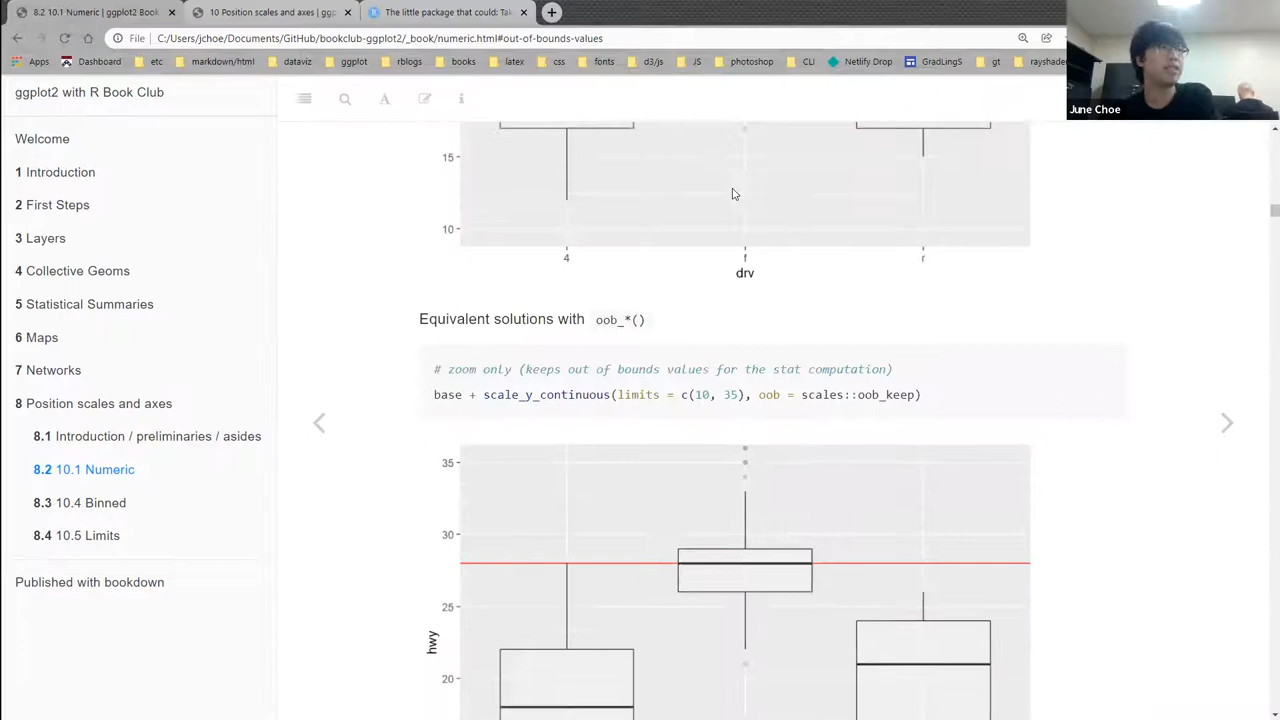 8.2 10.1 Numeric | ggplot2 Book
10 Position scales and axes | ggp
The little package that could: Tak
File
C:/Users/jchoe/Documents/GitHub/bookclub-ggplot2/_book/numeric.html#out-of-bounds-values
Apps Dashboard etc markdown/html dataviz ggplot rblogs books latex css fonts d3/js JS photoshop CLI Netlify Drop GradLingS gt rayshader
June Choe
ggplot2 with R Book Club
Welcome
1 Introduction
2 First Steps
3 Layers
4 Collective Geoms
5 Statistical Summaries
6 Maps
7 Networks
8 Position scales and axes
8.1 Introduction / preliminaries / asides
8.2 10.1 Numeric
8.3 10.4 Binned
8.4 10.5 Limits
Published with bookdown
15
10
4 f r
drv
Equivalent solutions with oob_*()
# zoom only (keeps out of bounds values for the stat computation)
base + scale_y_continuous(limits = c(10, 35), oob = scales::oob_keep)
35
30
25
20
hwy